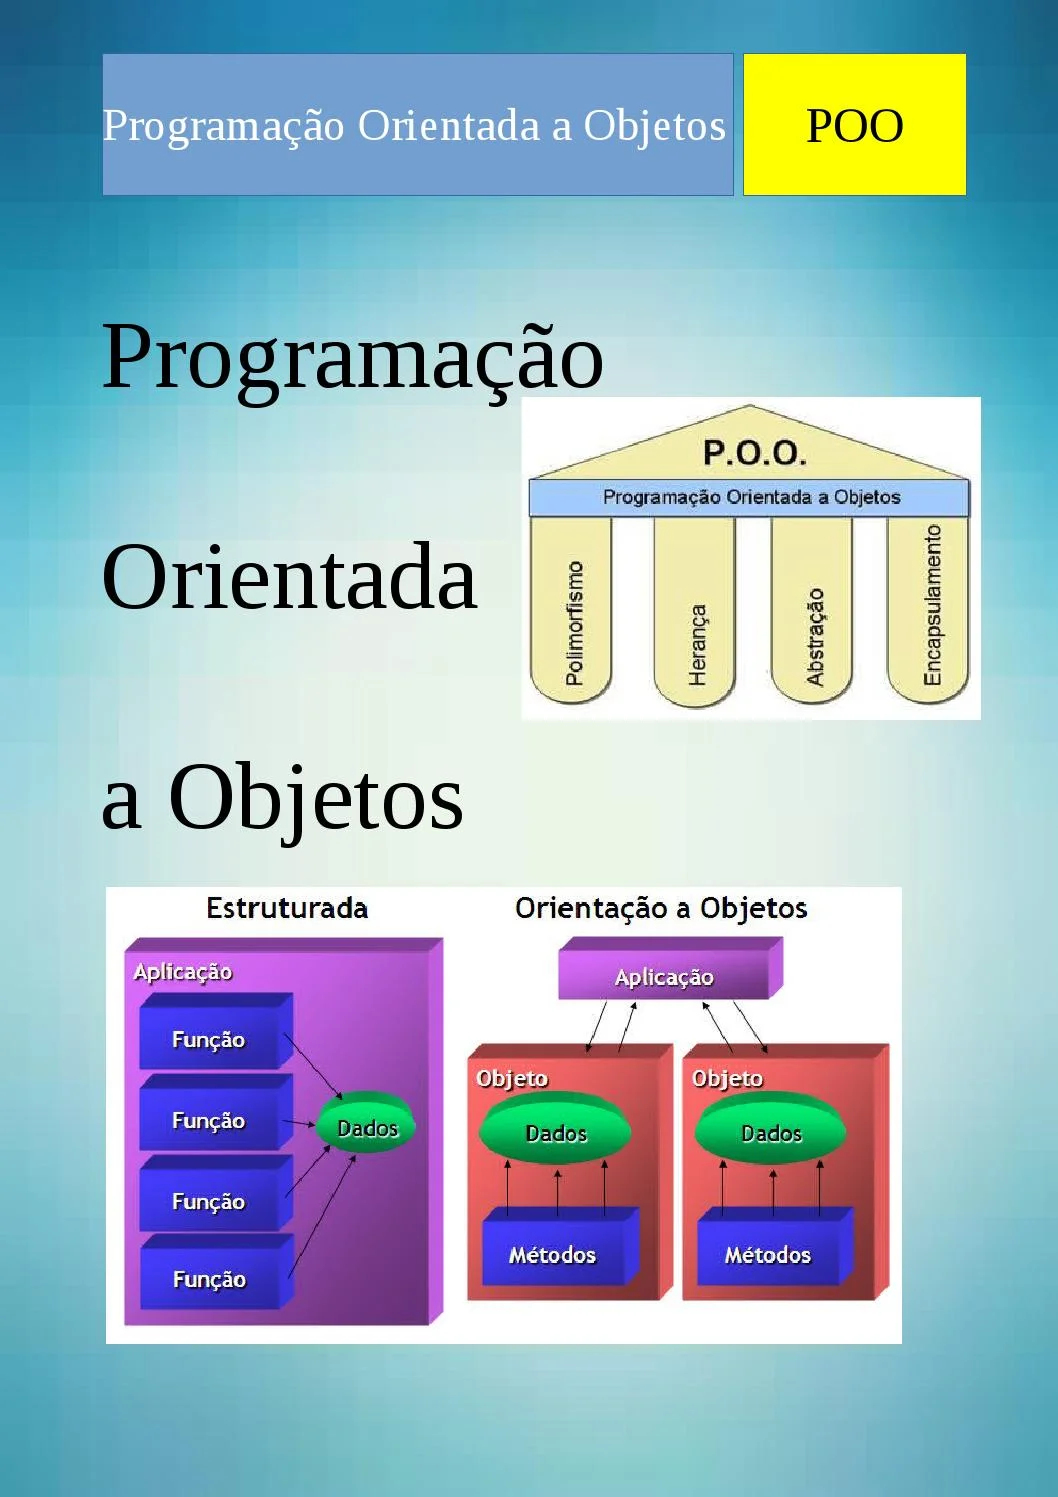 Programação Orientada a Objetos
POO
Programação
Orientada
a Objetos
P.O.O.
Programação Orientada a Objetos
Polimorfismo
Herança
Abstração
Encapsulamento
Estruturada
Aplicação
Função
Função
Função
Função
Dados
Orientação a Objetos
Aplicação
Objeto
Dados
Métodos
Objeto
Dados
Métodos